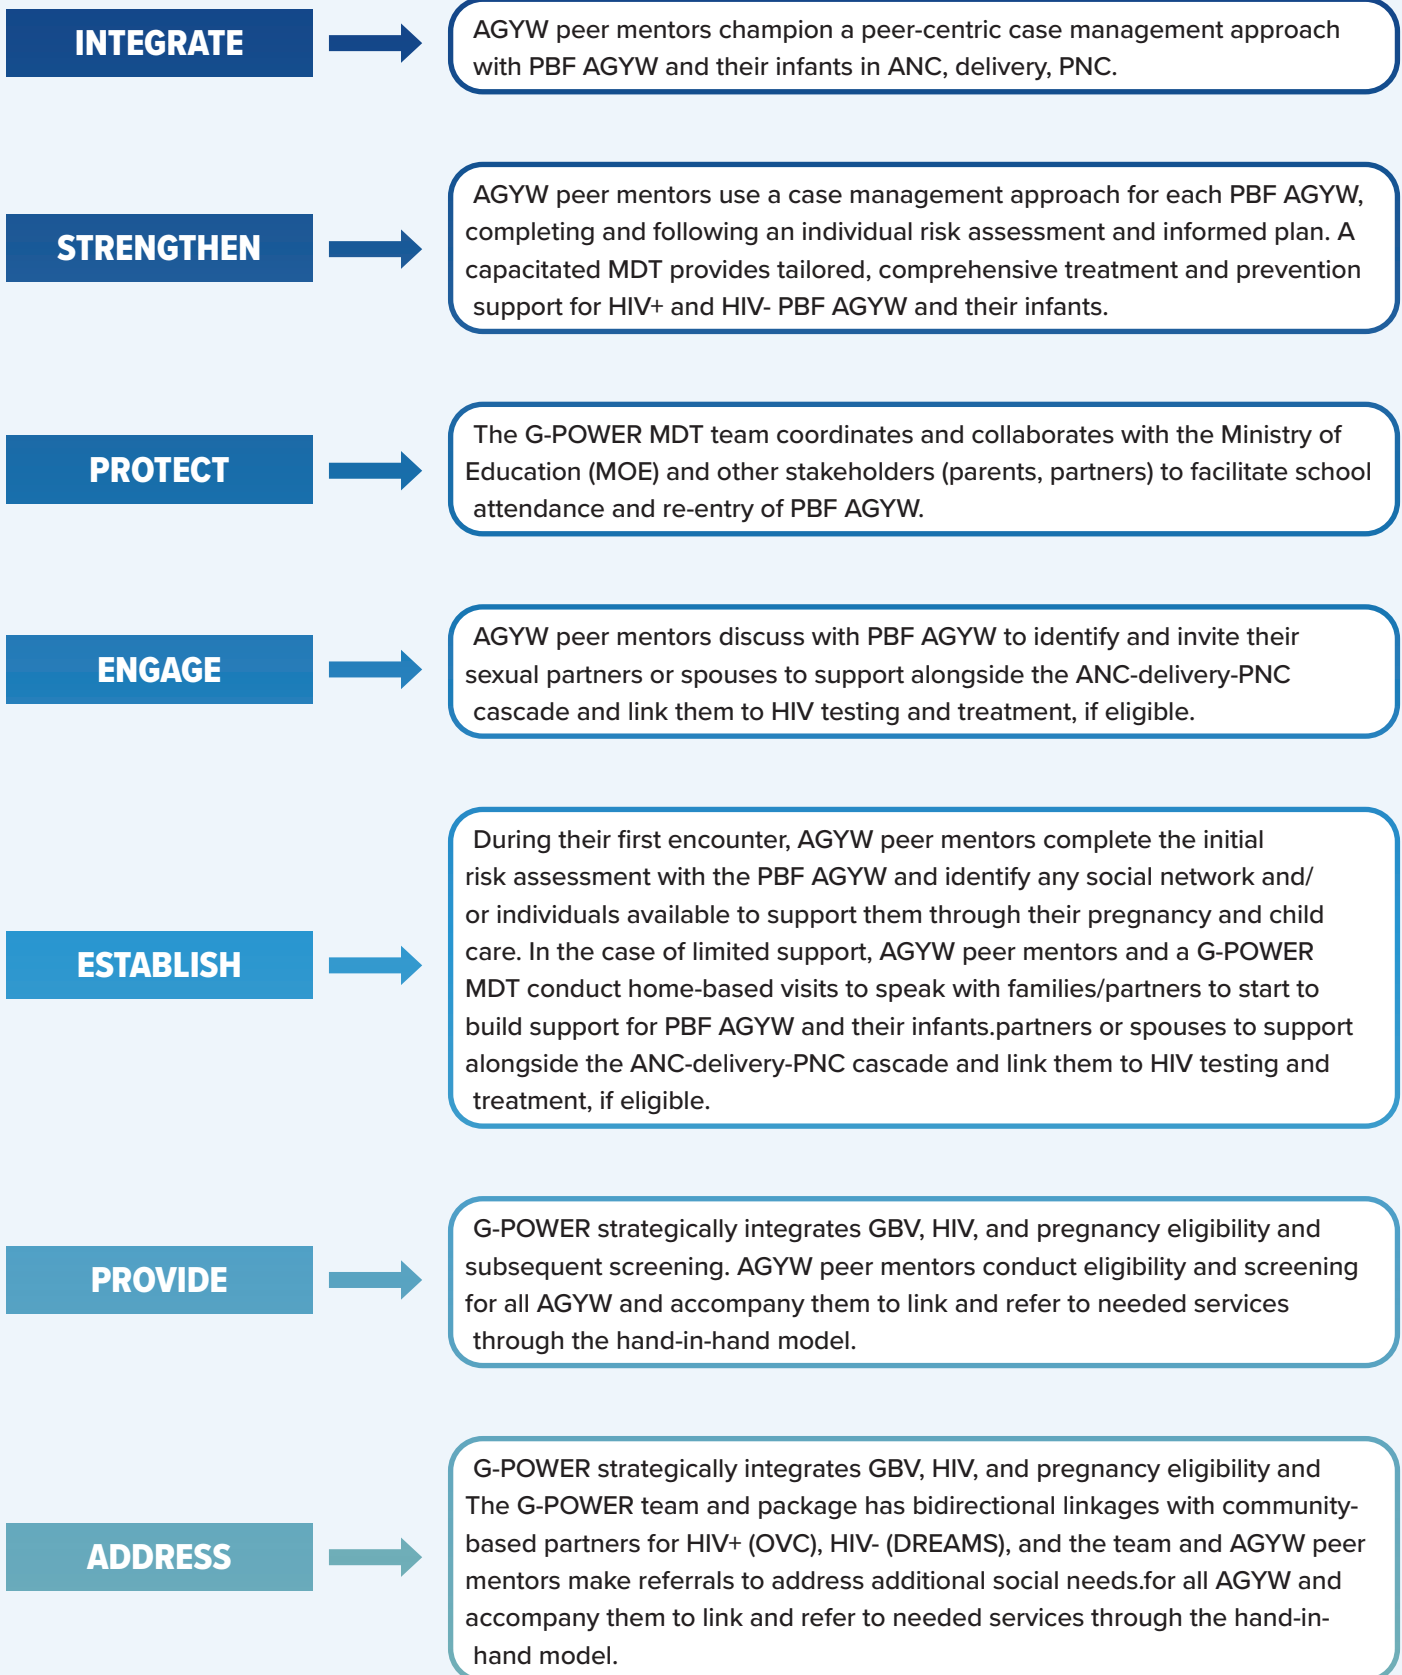 INTEGRATE
AGYW peer mentors champion a peer-centric case management approach
with PBF AGYW and their infants in ANC, delivery, PNC.
STRENGTHEN
AGYW peer mentors use a case management approach for each PBF AGYW,
completing and following an individual risk assessment and informed plan. A
capacitated MDT provides tailored, comprehensive treatment and prevention
support for HIV+ and HIV- PBF AGYW and their infants.
PROTECT
The G-POWER MDT team coordinates and collaborates with the Ministry of
Education (MOE) and other stakeholders (parents, partners) to facilitate school
attendance and re-entry of PBF AGYW.
ENGAGE
AGYW peer mentors discuss with PBF AGYW to identify and invite their
sexual partners or spouses to support alongside the ANC-delivery-PNC
cascade and link them to HIV testing and treatment, if eligible.
ESTABLISH
During their first encounter, AGYW peer mentors complete the initial
risk assessment with the PBF AGYW and identify any social network and/
or individuals available to support them through their pregnancy and child
care. In the case of limited support, AGYW peer mentors and a G-POWER
MDT conduct home-based visits to speak with families/partners to start to
build support for PBF AGYW and their infants.partners or spouses to support
alongside the ANC-delivery-PNC cascade and link them to HIV testing and
treatment, if eligible.
PROVIDE
G-POWER strategically integrates GBV, HIV, and pregnancy eligibility and
subsequent screening. AGYW peer mentors conduct eligibility and screening
for all AGYW and accompany them to link and refer to needed services
through the hand-in-hand model.
ADDRESS
G-POWER strategically integrates GBV, HIV, and pregnancy eligibility and
The G-POWER team and package has bidirectional linkages with community-
based partners for HIV+ (OVC), HIV- (DREAMS), and the team and AGYW peer
mentors make referrals to address additional social needs.for all AGYW and
accompany them to link and refer to needed services through the hand-in-
hand model.